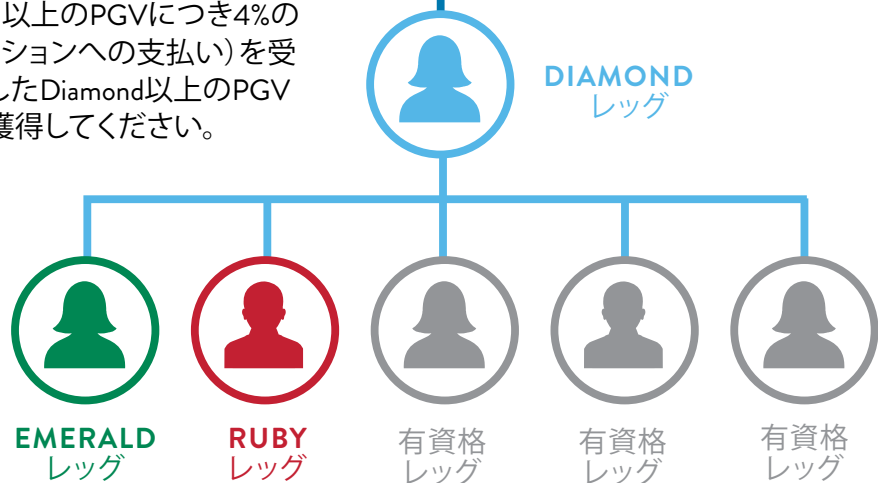 以上のPGVにつき4%の
ションへの支払い)を受
したDiamond以上のPGV
獲得してください。
DIAMOND
レッグ
EMERALD
レッグ
RUBY
レッグ
有資格
レッグ
有資格
レッグ
有資格
レッグ